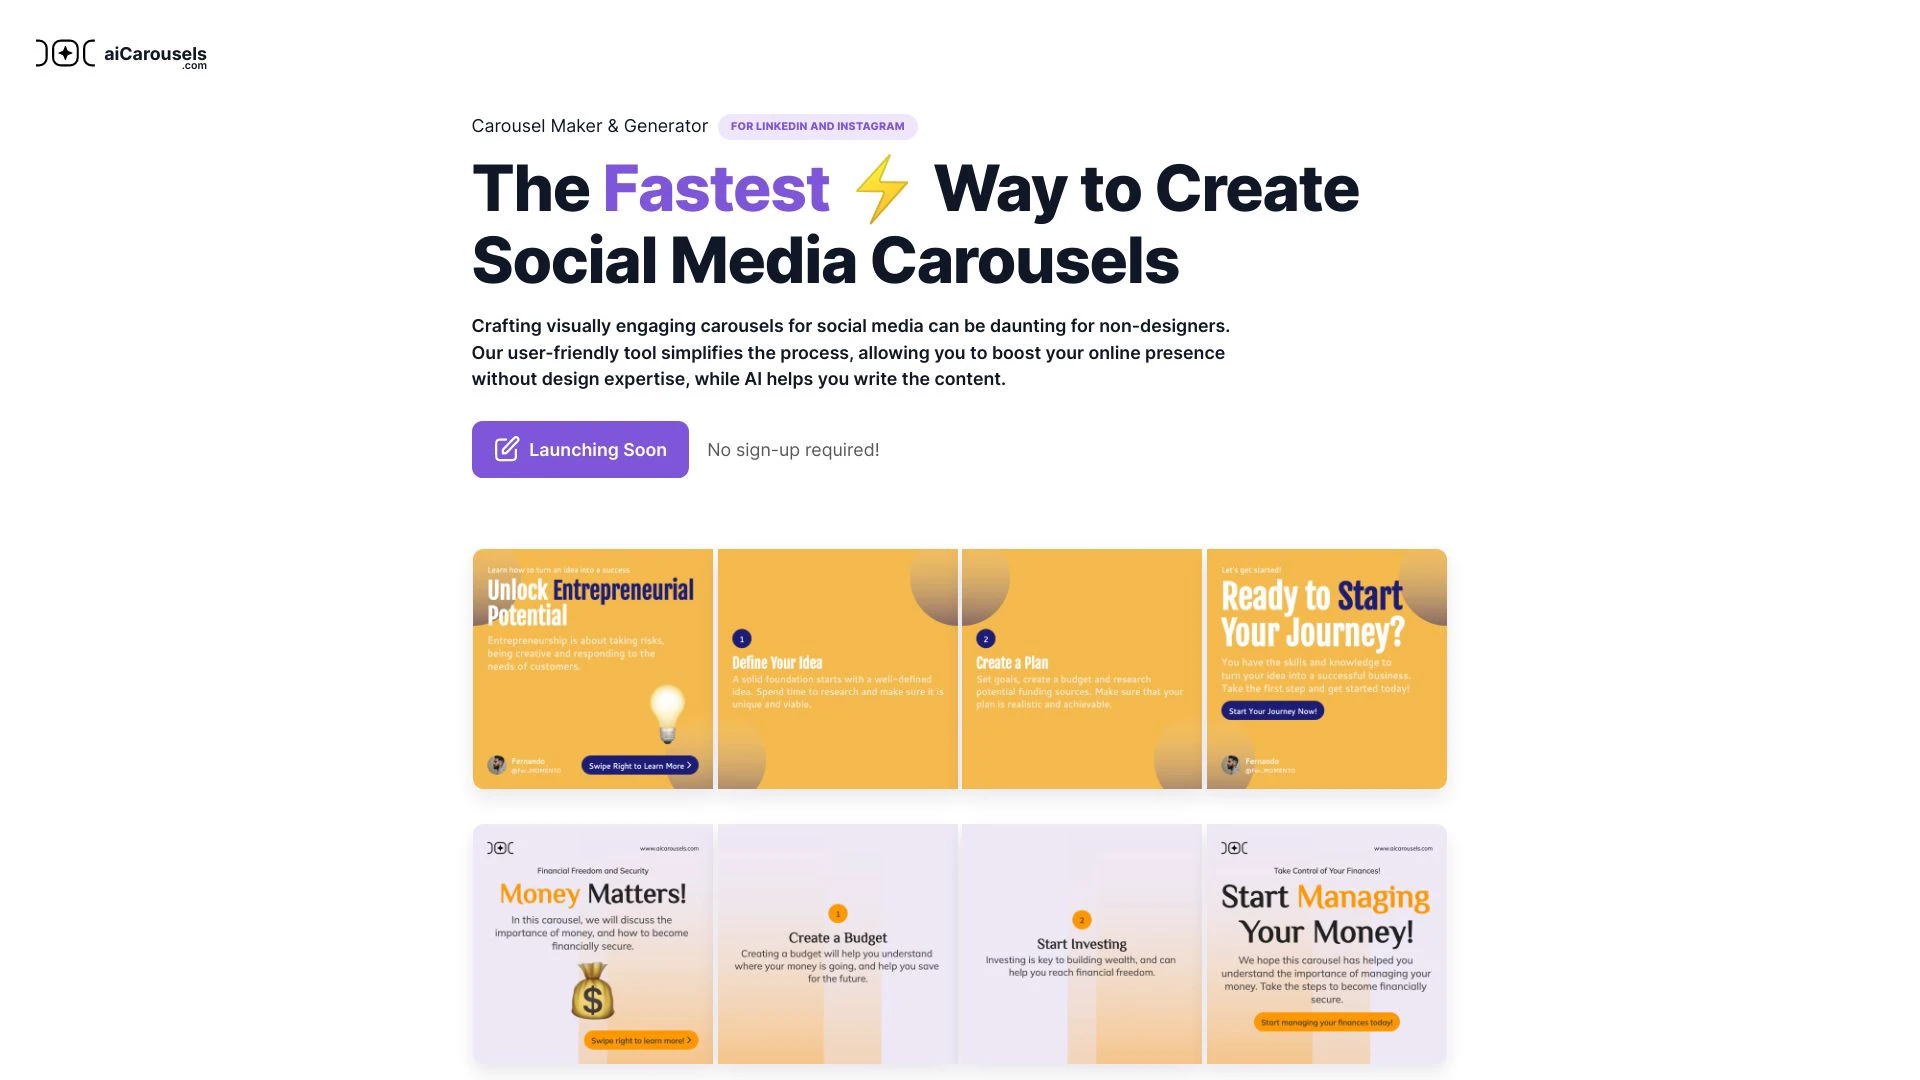 aiCarousels
.com
Carousel Maker & Generator
FOR LINKEDIN AND INSTAGRAM
The Fastest ⚡ Way to Create
Social Media Carousels
Crafting visually engaging carousels for social media can be daunting for non-designers.
Our user-friendly tool simplifies the process, allowing you to boost your online presence
without design expertise, while AI helps you write the content.
Launching Soon
No sign-up required!
Learn how to turn an idea into a success
Unlock Entrepreneurial
Potential
Entrepreneurship is about taking risks,
being creative and responding to the
needs of customers.
Fernando
@Fer_MOMENTO
Swipe Right to Learn More >
1
Define Your Idea
A solid foundation starts with a well-defined
idea. Spend time to research and make sure it is
unique and viable.
2
Create a Plan
Set goals, create a budget and research
potential funding sources. Make sure that your
plan is realistic and achievable.
Let's get started!
Ready to Start
Your Journey?
You have the skills and knowledge to
turn your idea into a successful business.
Take the first step and get started today!
Start Your Journey Now!
Fernando
@Fer_MOMENTO
www.aicarousels.com
Financial Freedom and Security
Money Matters!
In this carousel, we will discuss the
importance of money, and how to become
financially secure.
$
Swipe right to learn more! >
1
Create a Budget
Creating a budget will help you understand
where your money is going, and help you save
for the future.
2
Start Investing
Investing is key to building wealth, and can
help you reach financial freedom.
www.aicarousels.com
Take Control of Your Finances!
Start Managing
Your Money!
We hope this carousel has helped you
understand the importance of managing your
money. Take the steps to become financially
secure.
Start managing your finances today!